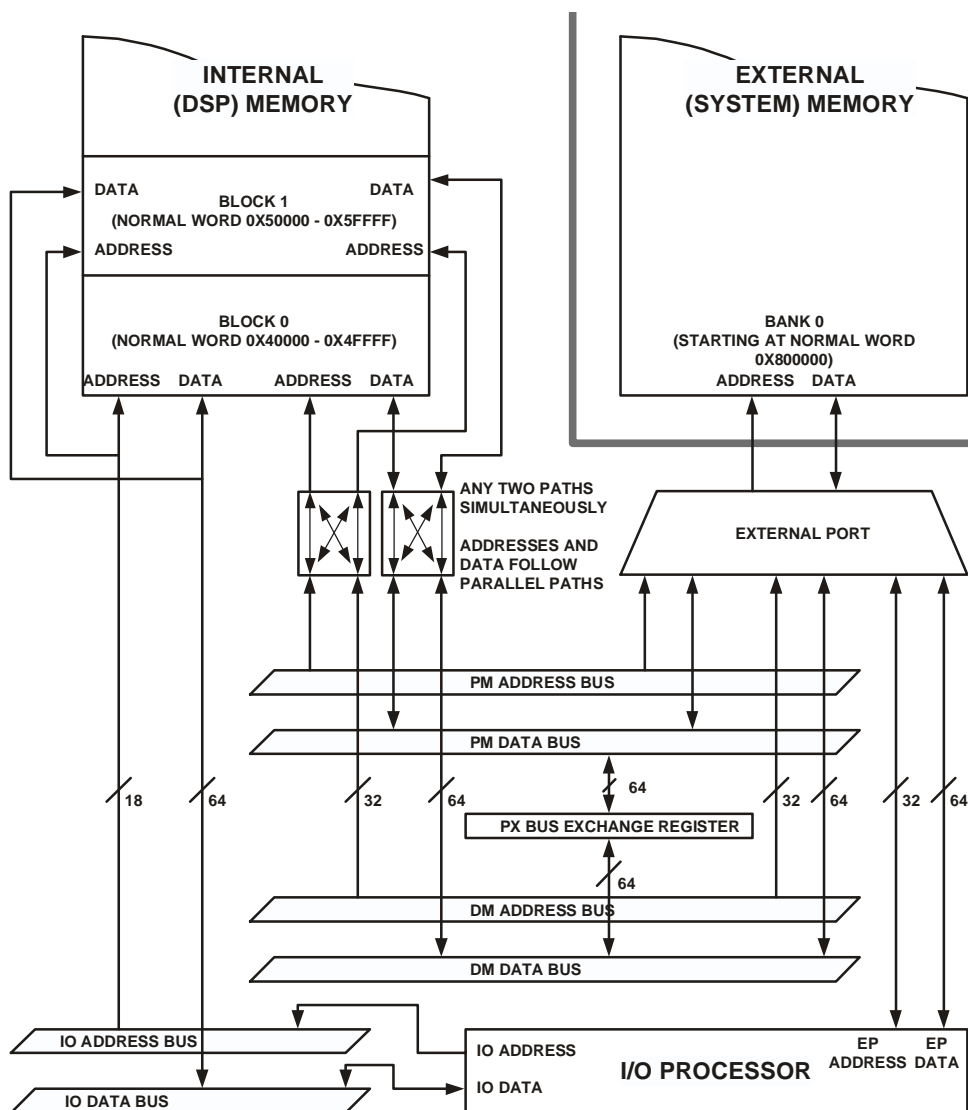 INTERNAL
(DSP) MEMORY
EXTERNAL
(SYSTEM) MEMORY
DATA
DATA
BLOCK 1
(NORMAL WORD 0X50000 - 0X5FFFF)
ADDRESS
ADDRESS
BLOCK 0
(NORMAL WORD 0X40000 - 0X4FFFF)
ADDRESS
DATA
ADDRESS
DATA
BANK 0
(STARTING AT NORMAL WORD
0X800000)
ADDRESS
DATA
ANY TWO PATHS
SIMULTANEOUSLY
ADDRESSES AND
DATA FOLLOW
PARALLEL PATHS
EXTERNAL PORT
PM ADDRESS BUS
PM DATA BUS
18
64
32
64
64
32
64
32
64
PX BUS EXCHANGE REGISTER
64
DM ADDRESS BUS
DM DATA BUS
IO ADDRESS BUS
IO DATA BUS
IO ADDRESS
IO DATA
I/O PROCESSOR
EP
ADDRESS
EP
DATA